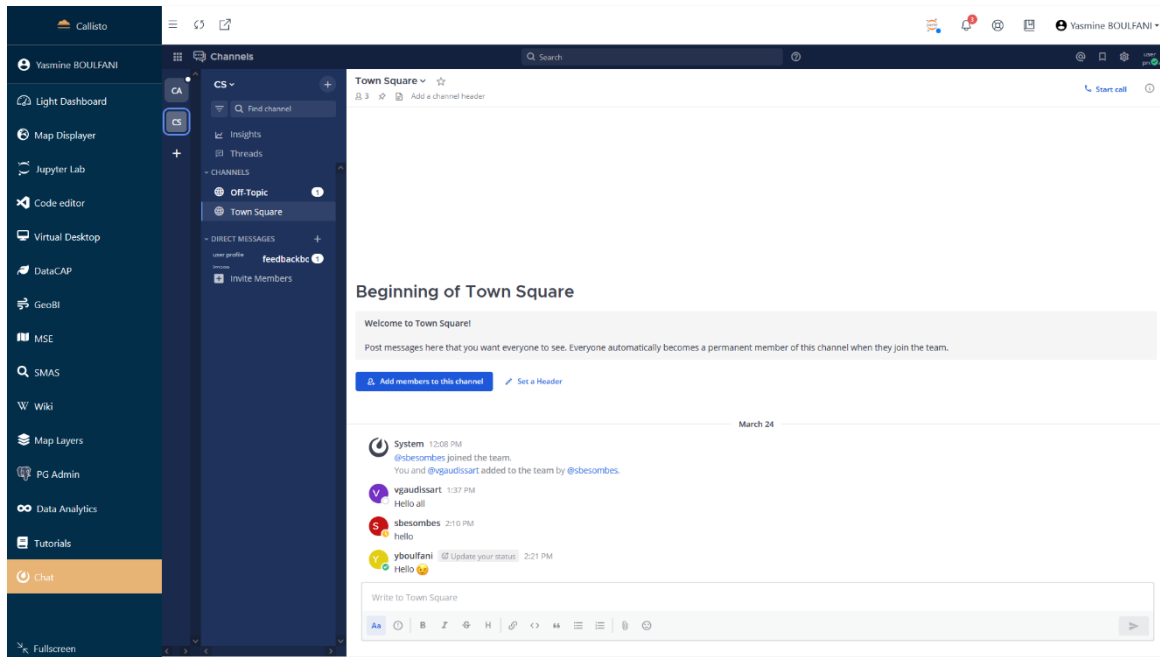 Callisto
Yasmine BOULFANI
Light Dashboard
Map Displayer
Jupyter Lab
Code editor
Virtual Desktop
DataCAP
GeoBI
MSE
SMAS
Wiki
Map Layers
PG Admin
Data Analytics
Tutorials
Chat
Fullscreen
3
Yasmine BOULFANI
Channels
Search
CA
CS
CS
Find channel
Insights
Threads
CHANNELS
Off-Topic 1
Town Square
DIRECT MESSAGES
user profile
feedbackbc 1
Invite Members
Town Square
3 Add a channel header
Start call
Beginning of Town Square
Welcome to Town Square!
Post messages here that you want everyone to see. Everyone automatically becomes a permanent member of this channel when they join the team.
Add members to this channel Set a Header
March 24
System 12:08 PM
@sbesombes joined the team.
You and @vgaudissart added to the team by @sbesombes.
V vgaudissart 1:37 PM
Hello all
S sbesombes 2:10 PM
hello
Y yboulfani Update your status 2:21 PM
Hello 😉
Write to Town Square
Aa B I S H